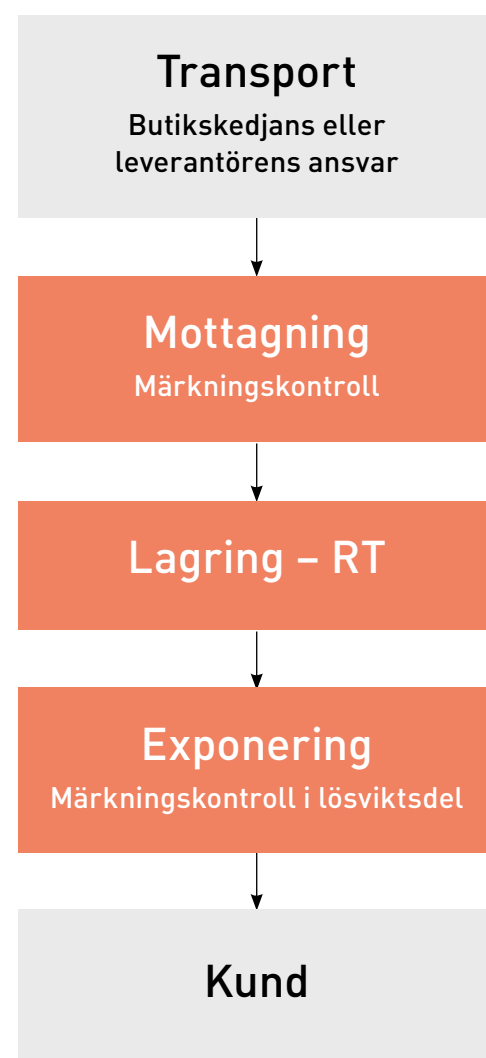 Transport
Butikskedjans eller
leverantörens ansvar
Mottagning
Märkningskontroll
Lagring – RT
Exponering
Märkningskontroll i lösviktsdel
Kund